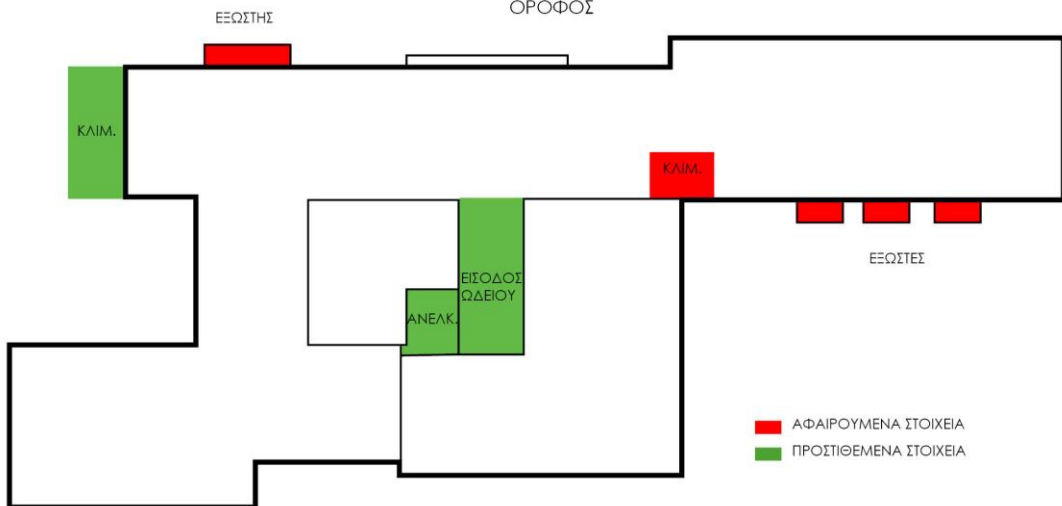 ΟΡΟΦΟΣ
ΕΞΩΣΤΗΣ
ΚΛΙΜ.
ΚΛΙΜ.
ΕΞΩΣΤΕΣ
ΕΙΣΟΔΟΣ
ΩΔΕΙΟΥ
ΑΝΕΛΚ.
ΑΦΑΙΡΟΥΜΕΝΑ ΣΤΟΙΧΕΙΑ
ΠΡΟΣΤΙΘΕΜΕΝΑ ΣΤΟΙΧΕΙΑ